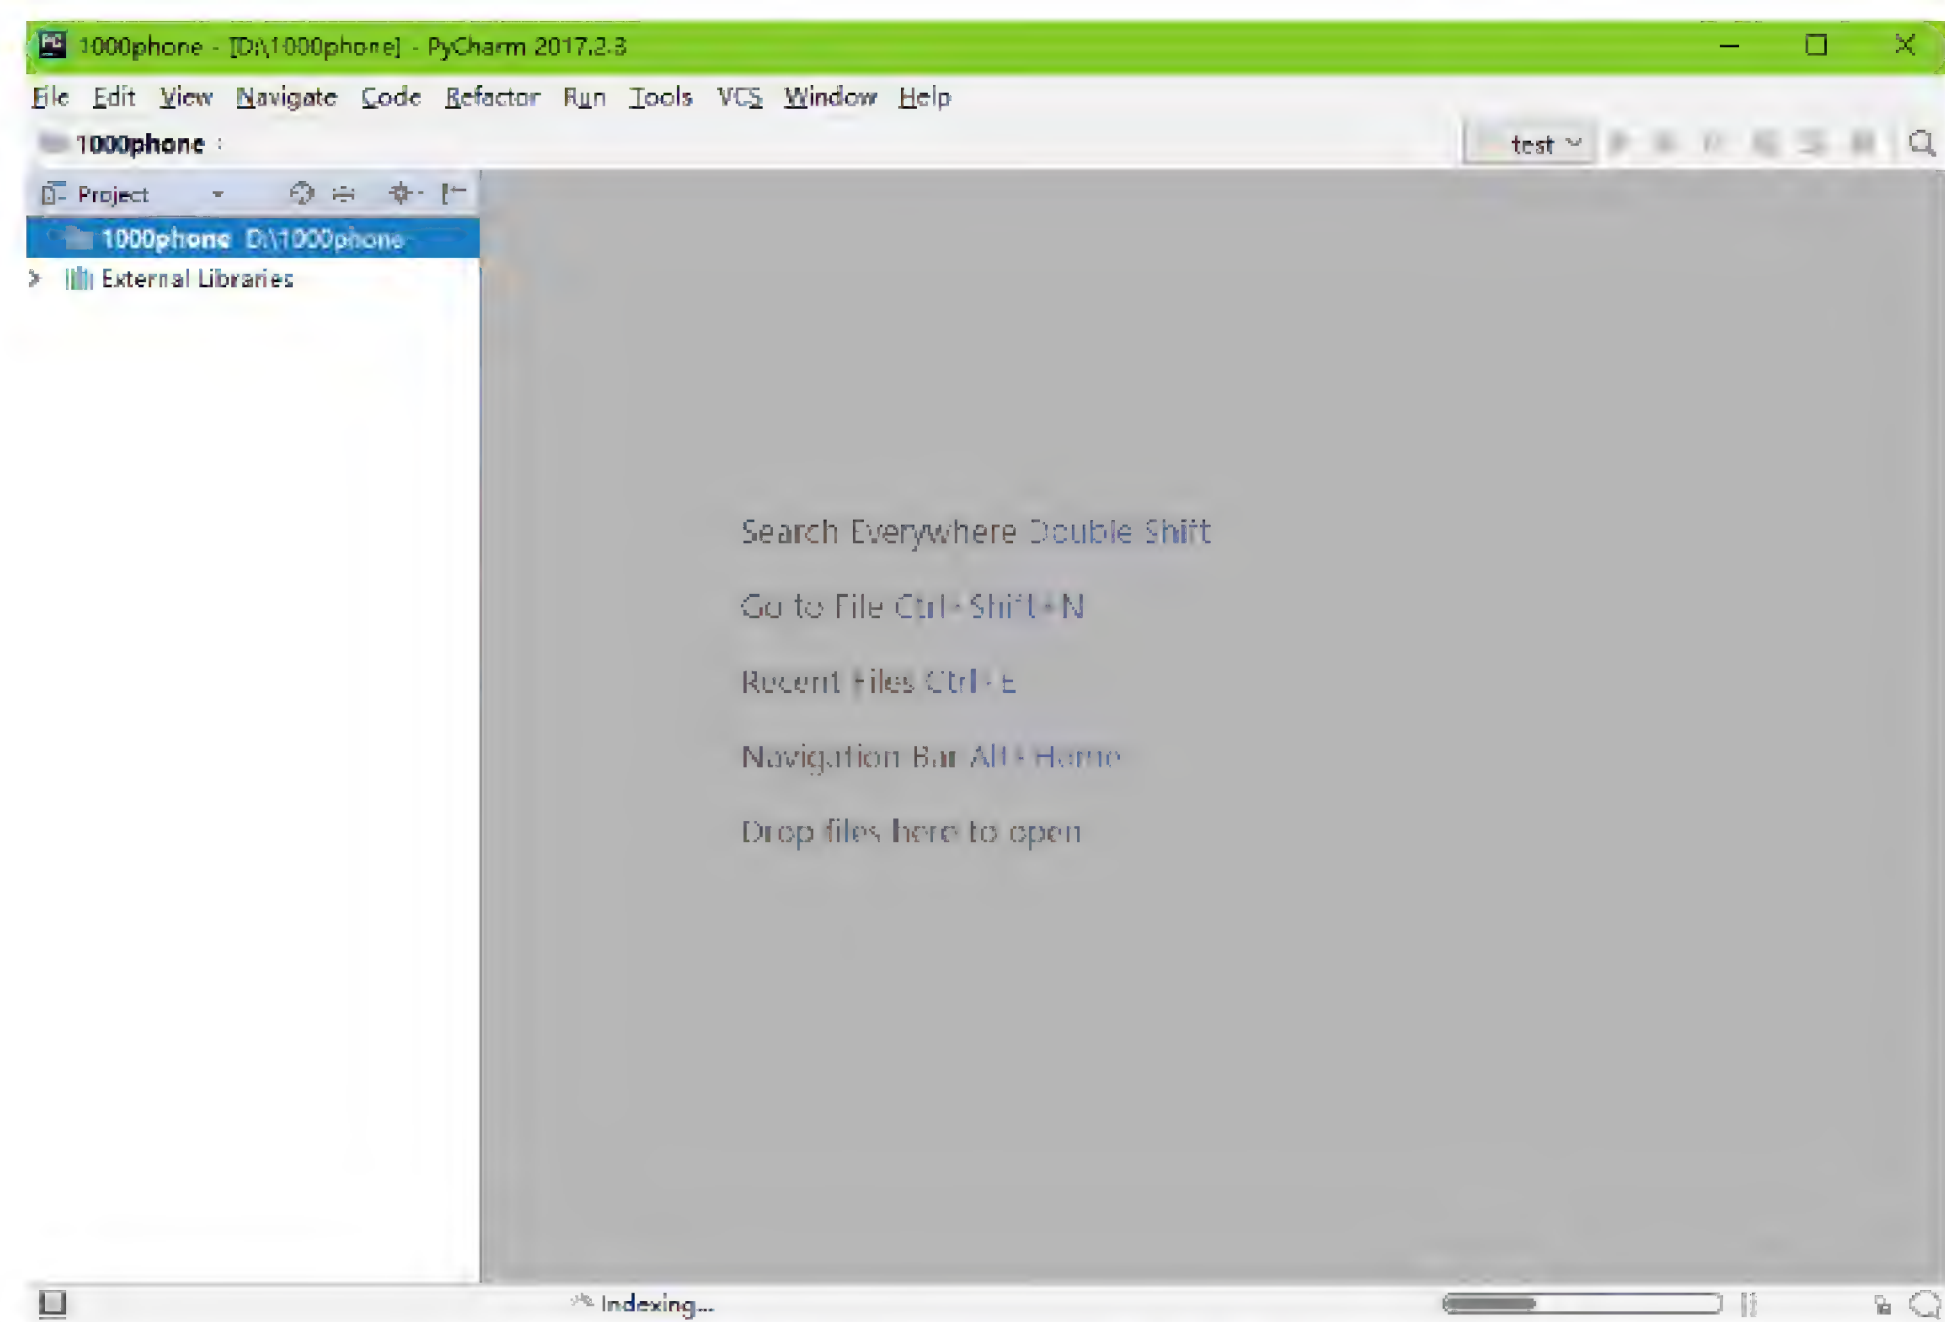 1000phone - [D:\1000phone] - PyCharm 2017.2.3
File Edit View Navigate Code Refactor Run Tools VCS Window Help
1000phone
test
Project
1000phone D:\1000phone
External Libraries
Search Everywhere Double Shift
Go to File Ctrl+Shift+N
Recent Files Ctrl+E
Navigation Bar Alt+Home
Drop files here to open
Indexing...